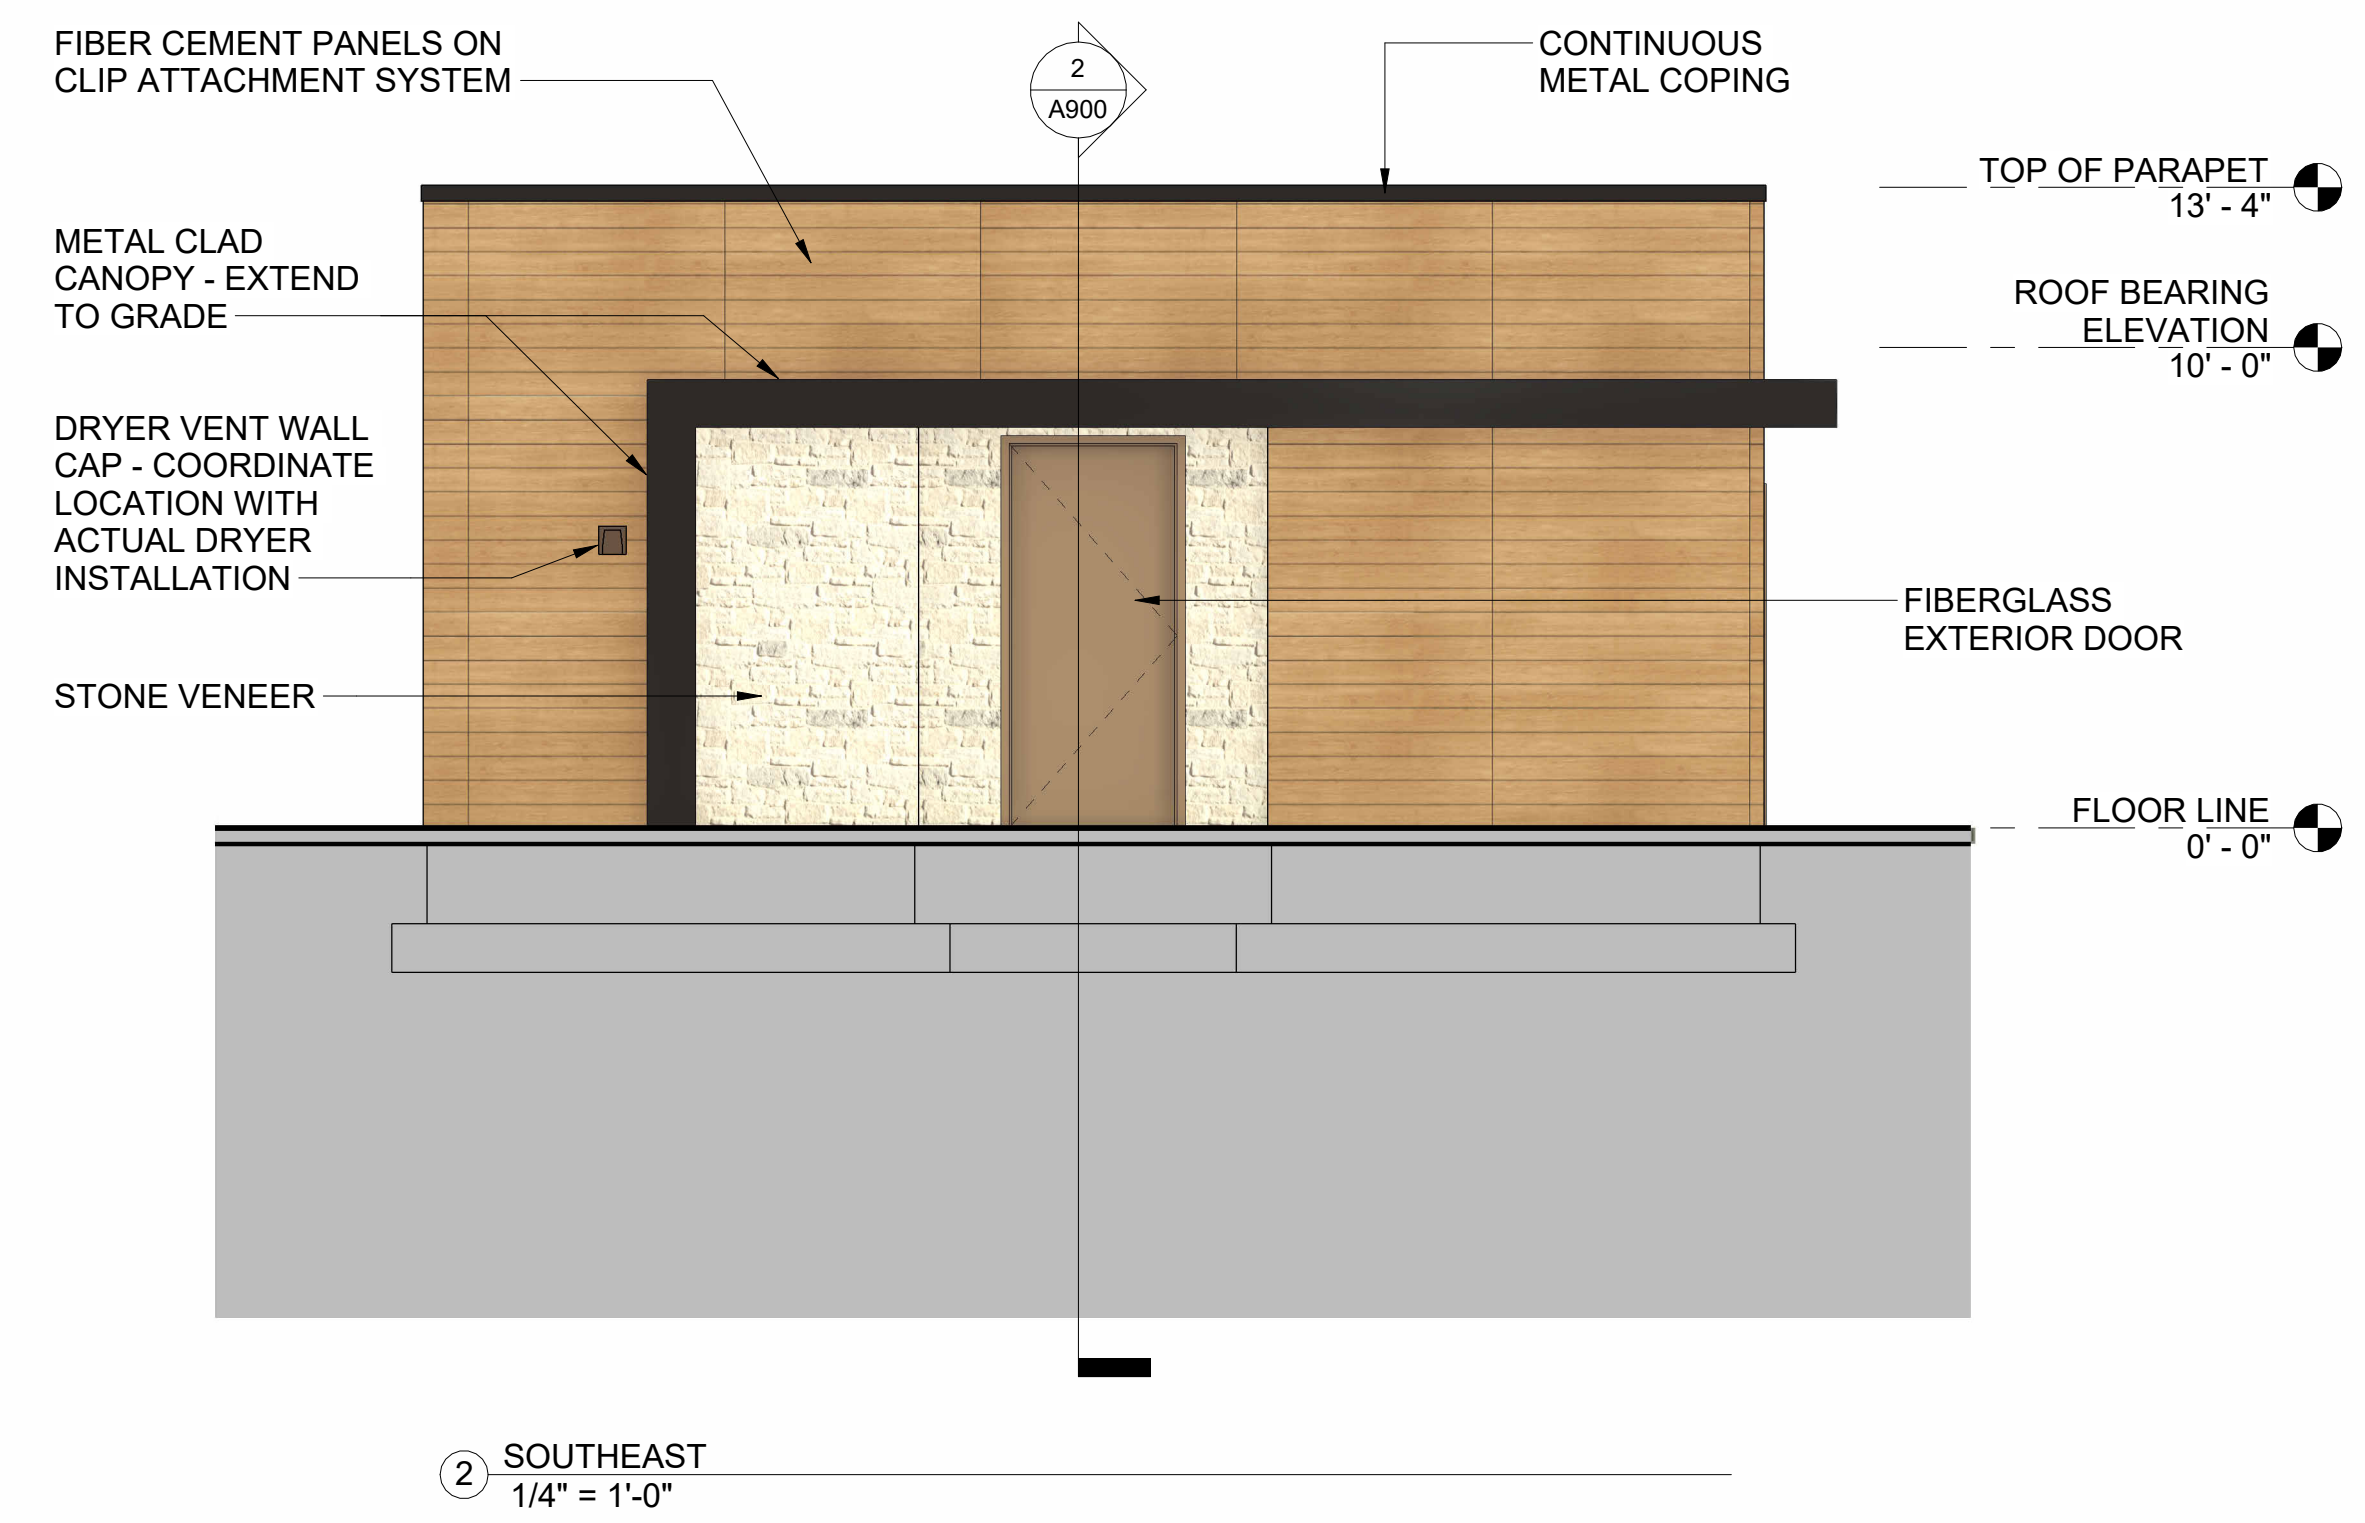 FIBER CEMENT PANELS ON
CLIP ATTACHMENT SYSTEM
2
A900
CONTINUOUS
METAL COPING
TOP OF PARAPET
13' - 4"
METAL CLAD
CANOPY - EXTEND
TO GRADE
ROOF BEARING
ELEVATION
10' - 0"
DRYER VENT WALL
CAP - COORDINATE
LOCATION WITH
ACTUAL DRYER
INSTALLATION
FIBERGLASS
EXTERIOR DOOR
STONE VENEER
FLOOR LINE
0' - 0"
2
SOUTHEAST
1/4" = 1'-0"